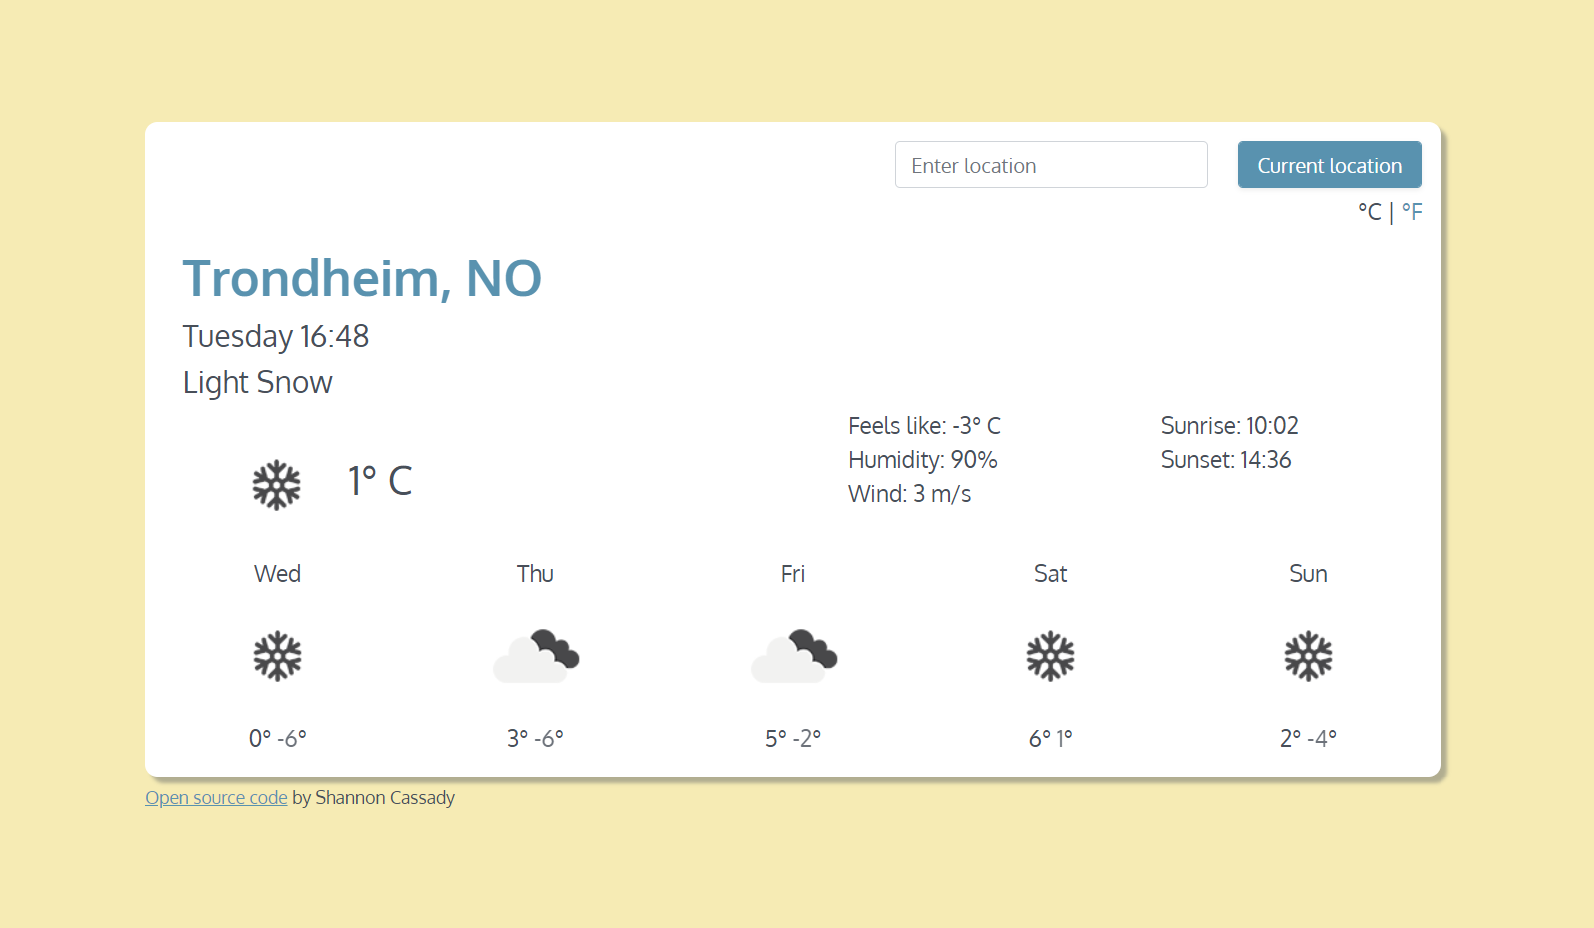 Enter location
Current location
°C | °F
Trondheim, NO
Tuesday 16:48
Light Snow
1° C
Feels like: -3° C
Humidity: 90%
Wind: 3 m/s
Sunrise: 10:02
Sunset: 14:36
Wed Thu Fri Sat Sun
0° -6° 3° -6° 5° -2° 6° 1° 2° -4°
Open source code by Shannon Cassady